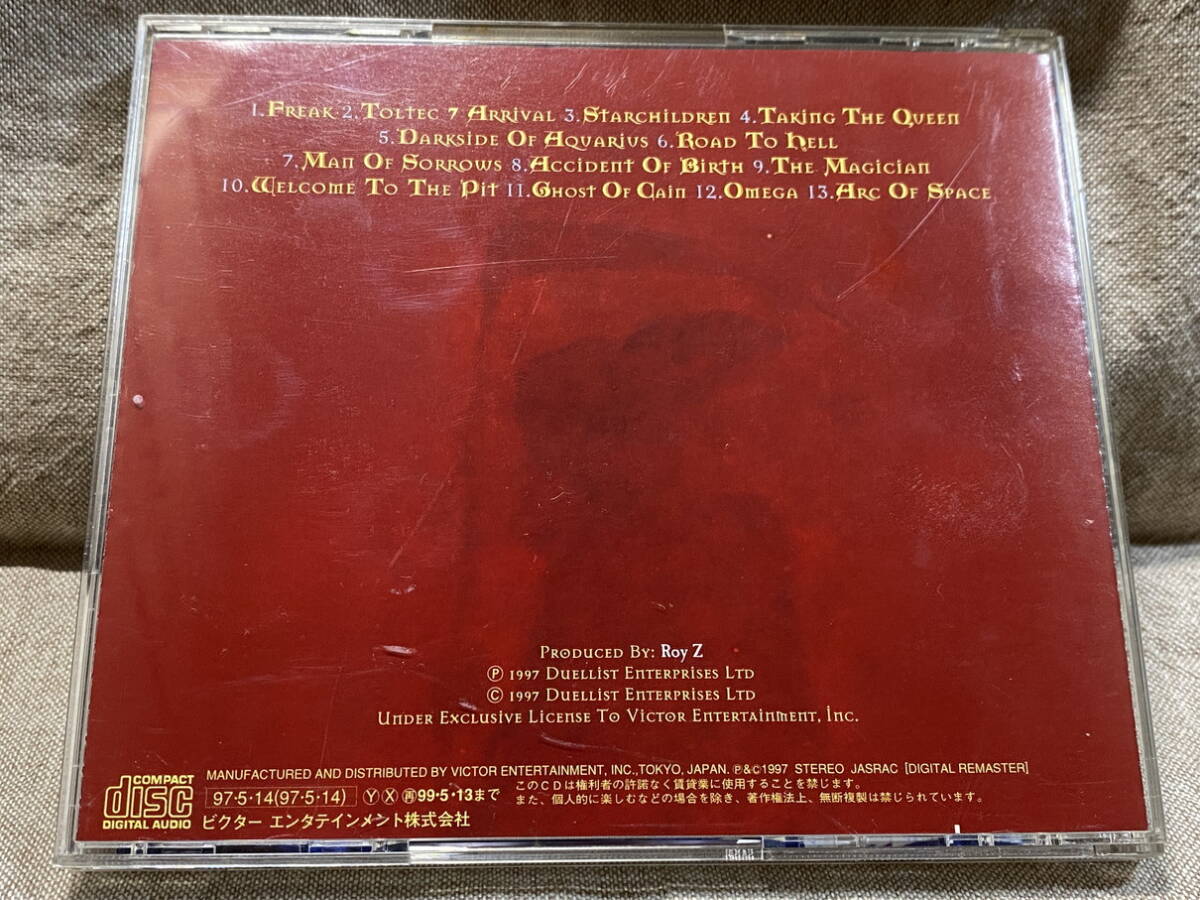 1.Freak 2.Toltec 7 Arrival 3.Starchildren 4.Taking The Queen
5.Darkside Of Aquarius 6.Road To Hell
7.Man Of Sorrows 8.Accident Of Birth 9.The Magician
10.Welcome To The Pit 11.Ghost Of Cain 12.Omega 13.Arc Of Space
Produced By: Roy Z
Ⓟ 1997 Duellist Enterprises Ltd
© 1997 Duellist Enterprises Ltd
Under Exclusive License To Victor Entertainment, Inc.
MANUFACTURED AND DISTRIBUTED BY VICTOR ENTERTAINMENT, INC.,TOKYO, JAPAN. Ⓟ&©1997 STEREO JASRAC [DIGITAL REMASTER]
COMPACT
disc
DIGITAL AUDIO
97·5·14(97·5·14) Ⓨ Ⓧ ㊞99·5·13まで
このCDは権利者の許諾なく賃貸業に使用することを禁じます。
また、個人的に楽しむなどの場合を除き、著作権法上、無断複製は禁じられています。
ビクター エンタテインメント株式会社